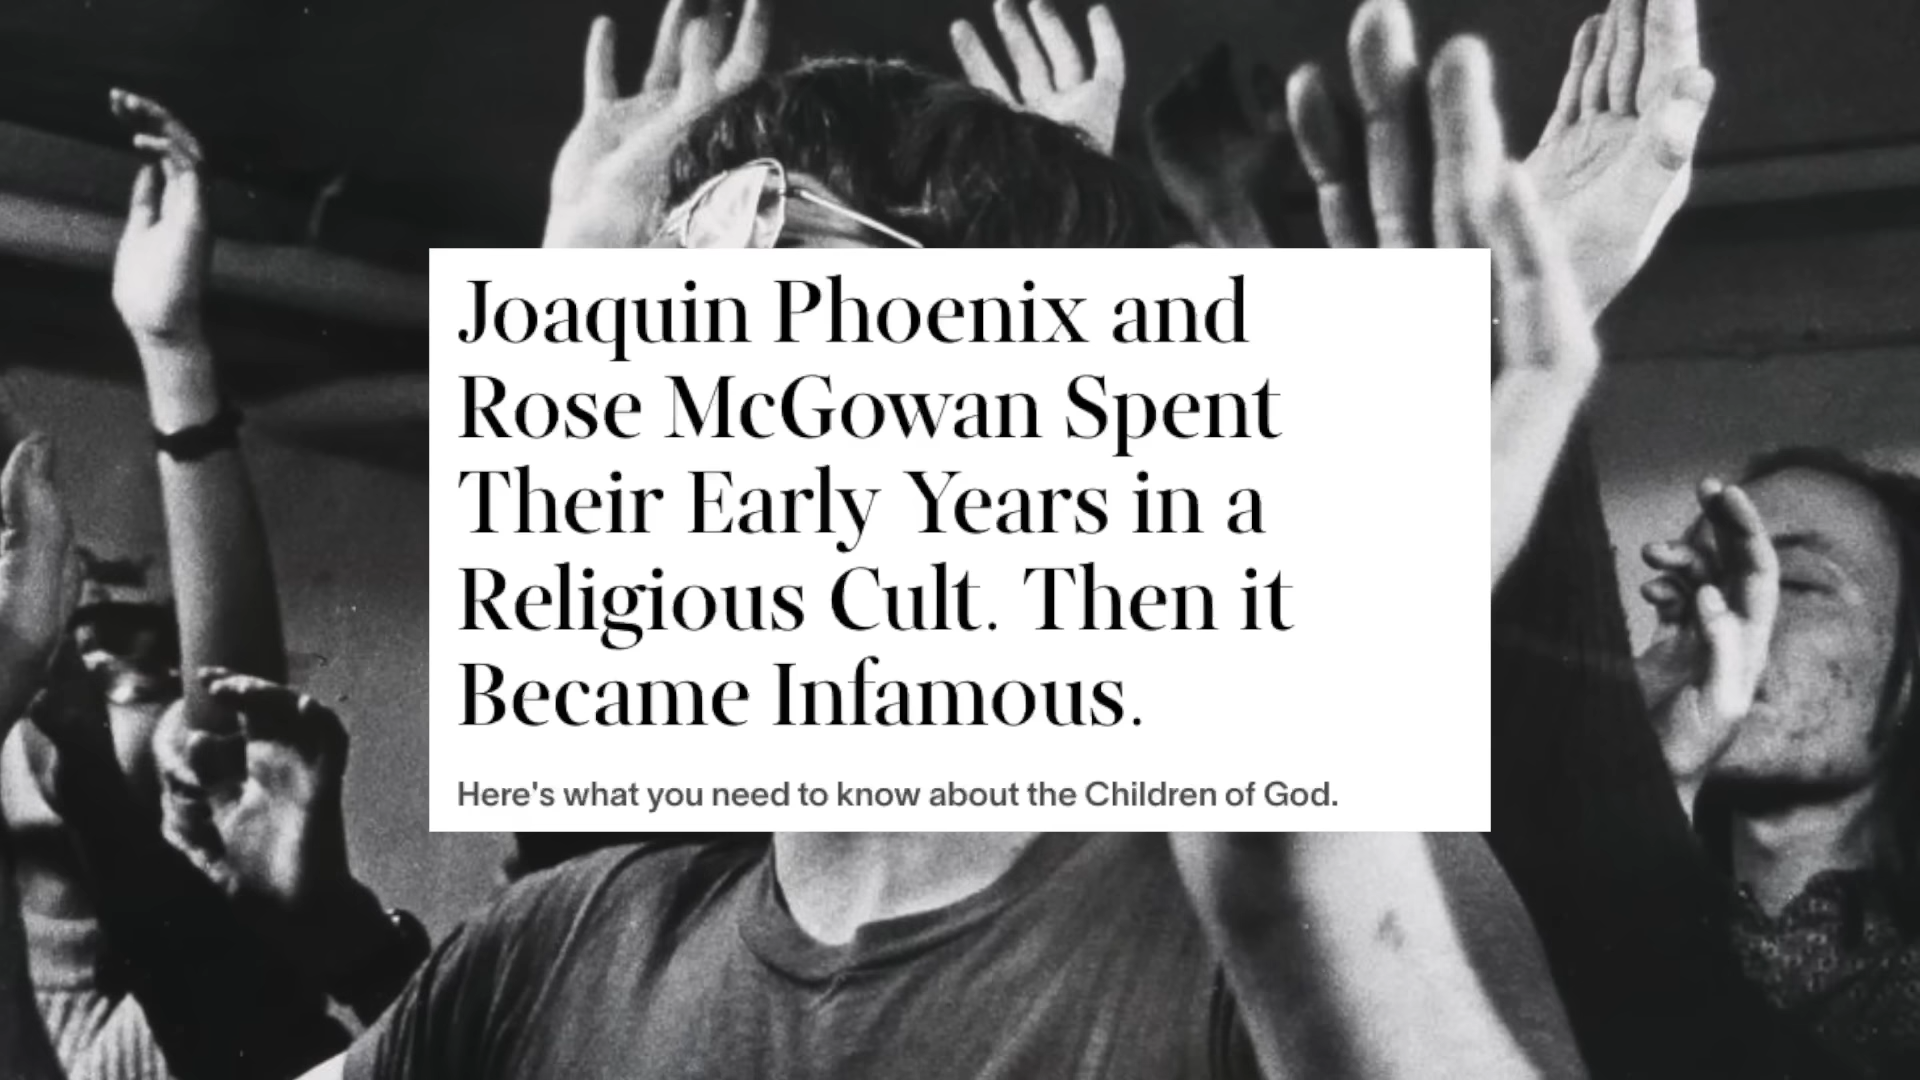 Joaquin Phoenix and
Rose McGowan Spent
Their Early Years in a
Religious Cult. Then it
Became Infamous.
Here's what you need to know about the Children of God.